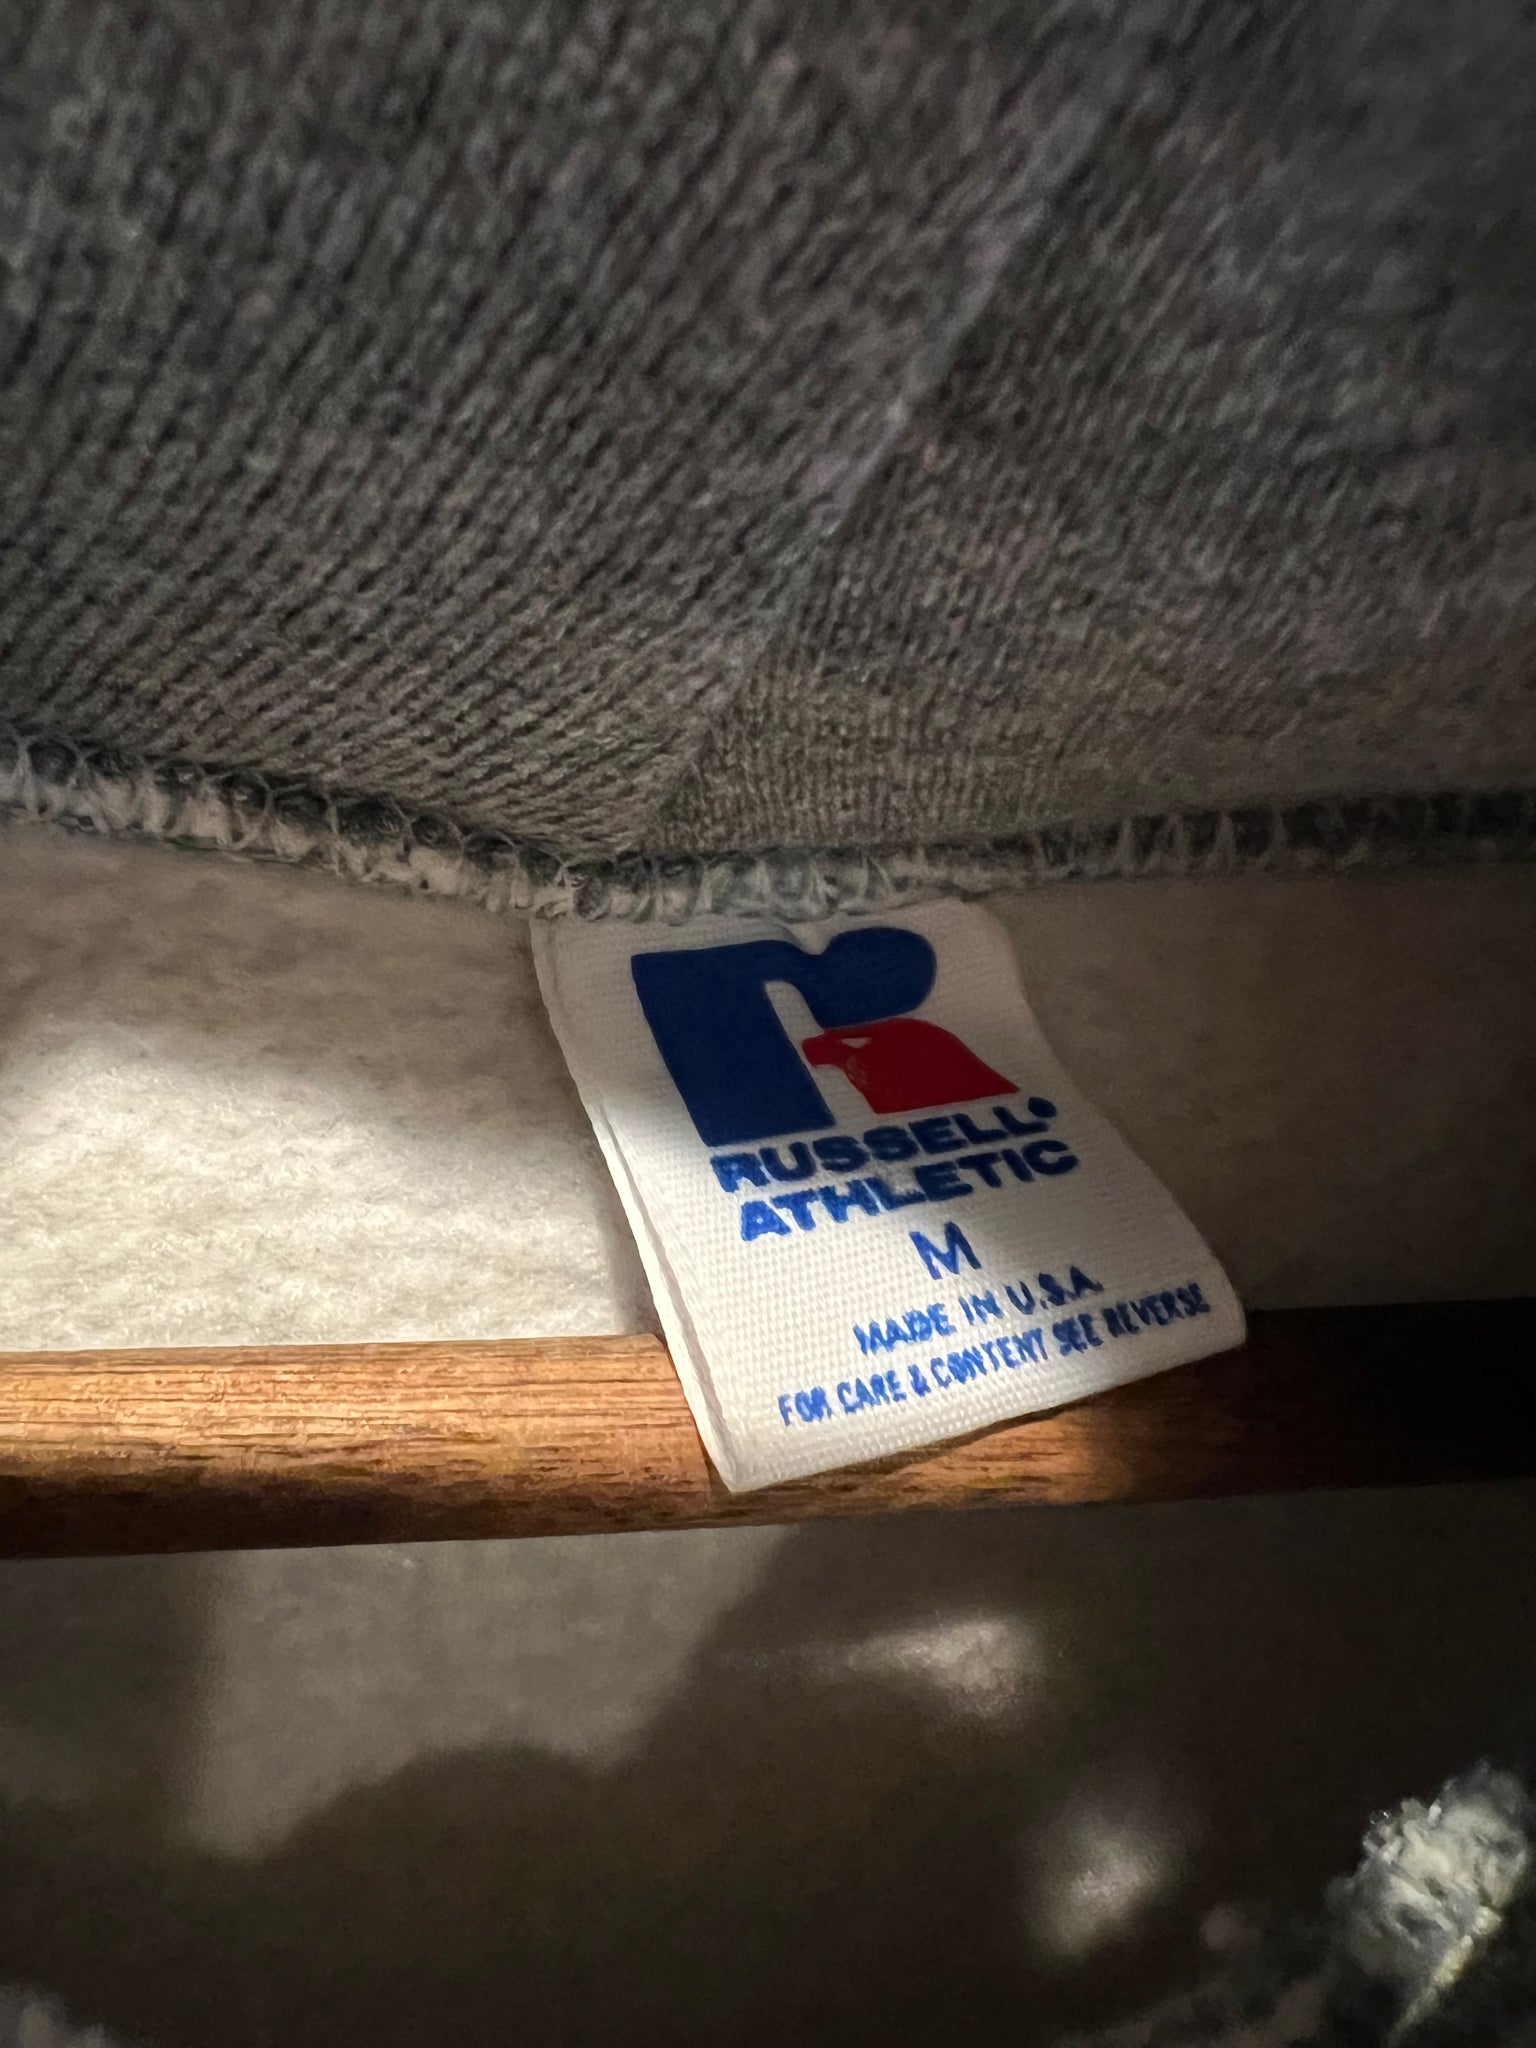 RUSSELL®
ATHLETIC
M
MADE IN U.S.A.
FOR CARE & CONTENT SEE REVERSE